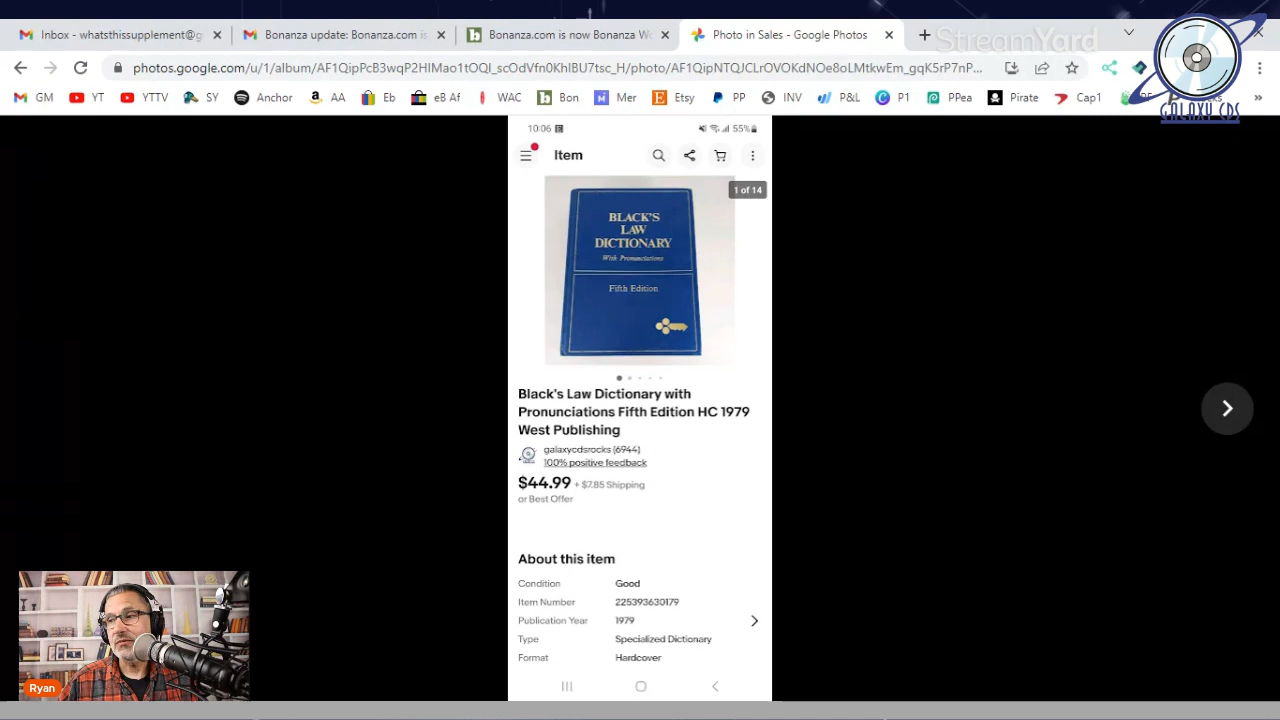 Inbox - whatsthissupplement@g
Bonanza update: Bonanza.com is
Bonanza.com is now Bonanza Wo
Photo in Sales - Google Photos
StreamYard
photos.google.com/u/1/album/AF1QipPcB3wqP2HlMao1tOQl_scOdVfn0KhIBU7tsc_H/photo/AF1QipNTQJCLrOVOKdNOe8oLMtkwEm_gqK5rP7nP...
GM
YT
YTTV
SY
Anchor
AA
Eb
eB Af
WAC
Bon
Mer
Etsy
PP
INV
P&L
P1
PPea
Pirate
Cap1
GALAXY CDS
10:06
55%
Item
1 of 14
BLACK'S
LAW
DICTIONARY
With Pronunciations
Fifth Edition
Black's Law Dictionary with
Pronunciations Fifth Edition HC 1979
West Publishing
galaxycdsrocks (6944)
100% positive feedback
$44.99 + $7.85 Shipping
or Best Offer
About this item
Condition Good
Item Number 225393630179
Publication Year 1979
Type Specialized Dictionary
Format Hardcover
Ryan